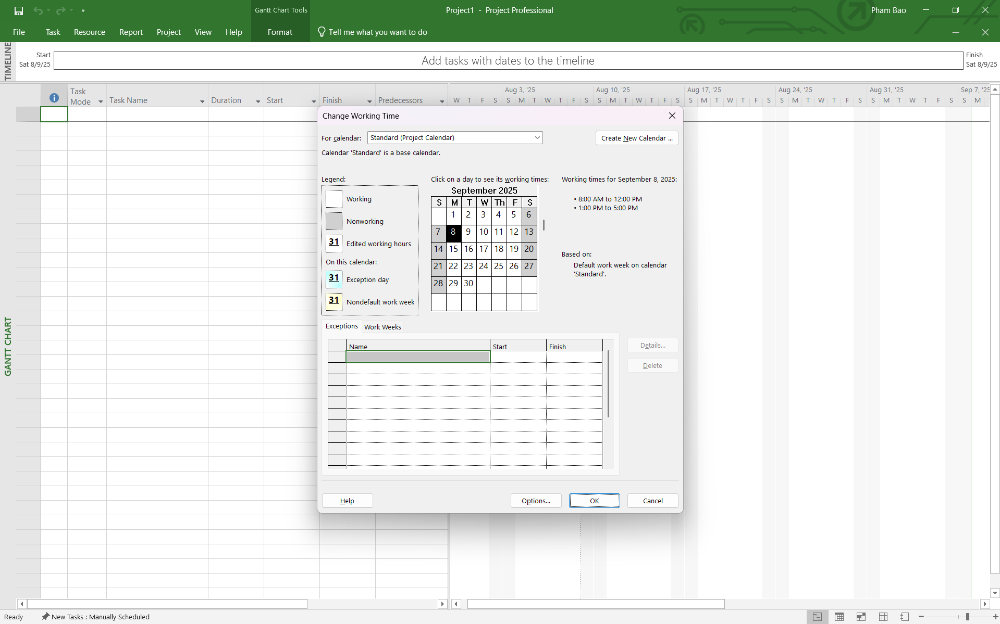 Gantt Chart Tools
Project1 - Project Professional
Pham Bao
File Task Resource Report Project View Help Format Tell me what you want to do
TIMELINE
Start
Sat 8/9/25
Add tasks with dates to the timeline
Finish
Sat 8/9/25
GANTT CHART
Task Mode Task Name Duration Start Finish Predecessors
Aug 3, '25 Aug 10, '25 Aug 17, '25 Aug 24, '25 Aug 31, '25 Sep 7, '25
W T F S S M T W T F S S M T W T F S S M T W T F S S M T W T F S S M T W T F S S M
Change Working Time
For calendar: Standard (Project Calendar)
Create New Calendar ...
Calendar 'Standard' is a base calendar.
Legend:
Working
Nonworking
31 Edited working hours
On this calendar:
31 Exception day
31 Nondefault work week
Click on a day to see its working times:
September 2025
S M T W Th F S
1 2 3 4 5 6
7 8 9 10 11 12 13
14 15 16 17 18 19 20
21 22 23 24 25 26 27
28 29 30
Working times for September 8, 2025:
• 8:00 AM to 12:00 PM
• 1:00 PM to 5:00 PM
Based on:
Default work week on calendar
'Standard'.
Exceptions Work Weeks
Name Start Finish
Details...
Delete
Help Options... OK Cancel
Ready New Tasks : Manually Scheduled